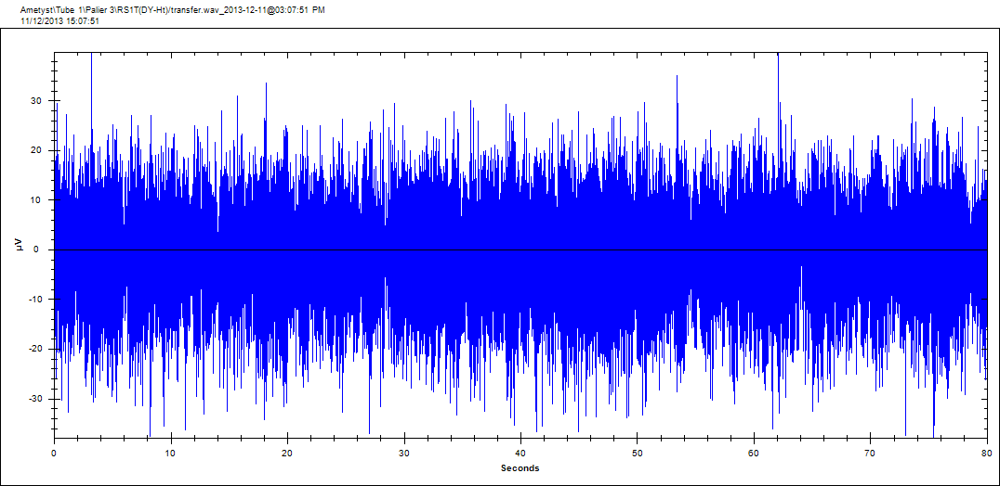 Ametyst\Tube 1\Palier 3\RS1T(DY-Ht)/transfer.wav_2013-12-11@03:07:51 PM
11/12/2013 15:07:51
30
20
10
µV
0
-10
-20
-30
0 10 20 30 40 50 60 70 80
Seconds